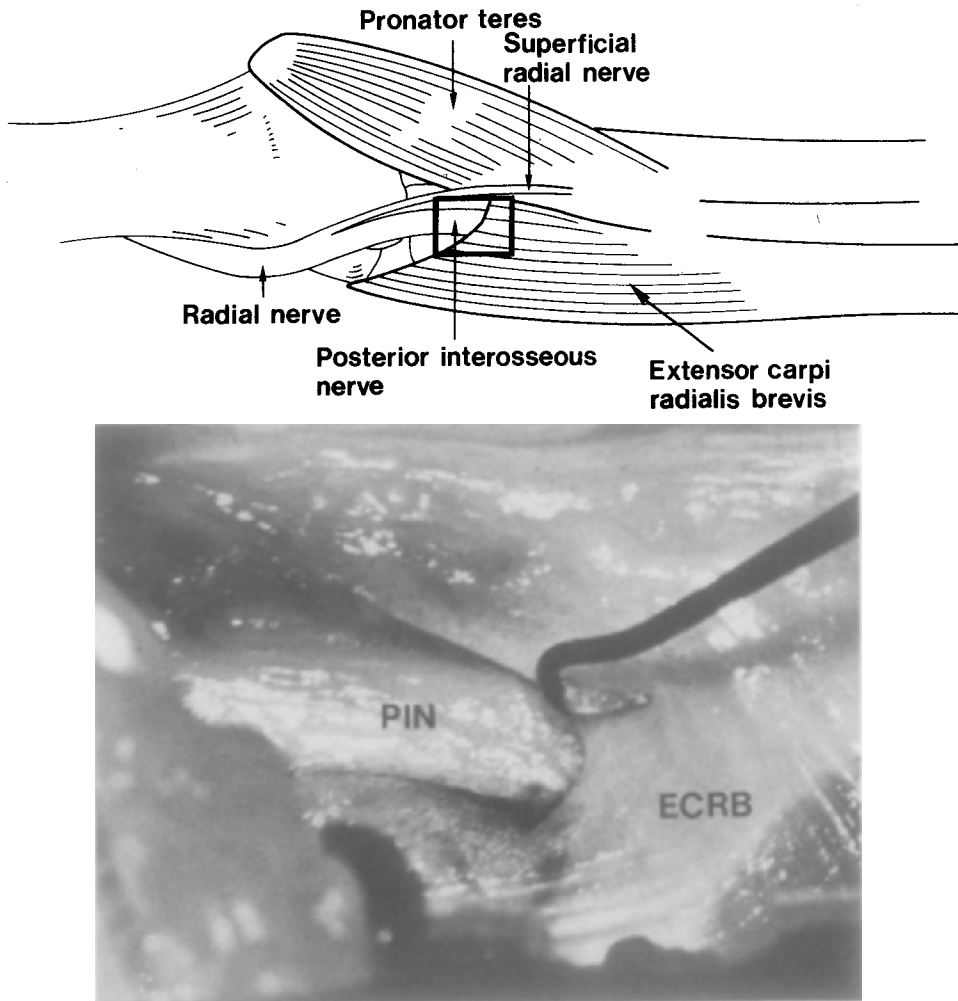 Pronator teres
Superficial
radial nerve
Radial nerve
Posterior interosseous
nerve
Extensor carpi
radialis brevis
PIN
ECRB